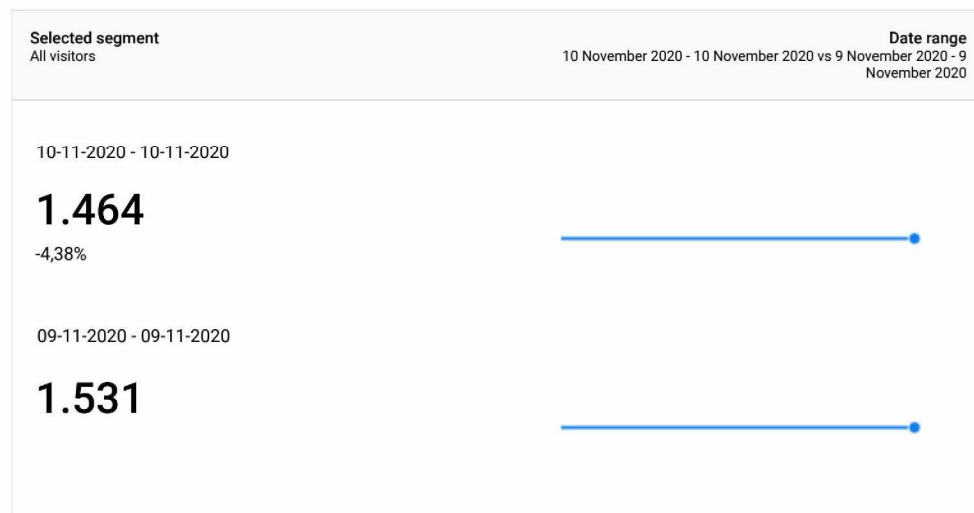 Selected segment
All visitors
Date range
10 November 2020 - 10 November 2020 vs 9 November 2020 - 9
November 2020
10-11-2020 - 10-11-2020
1.464
-4,38%
09-11-2020 - 09-11-2020
1.531